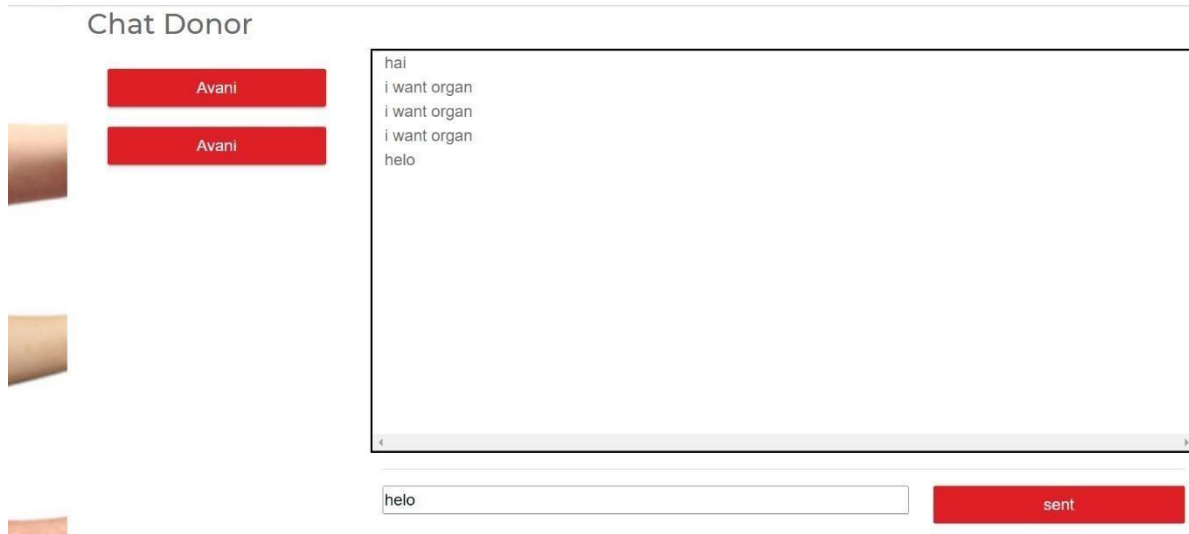 Chat Donor
Avani
Avani
hai
i want organ
i want organ
i want organ
helo
helo
sent